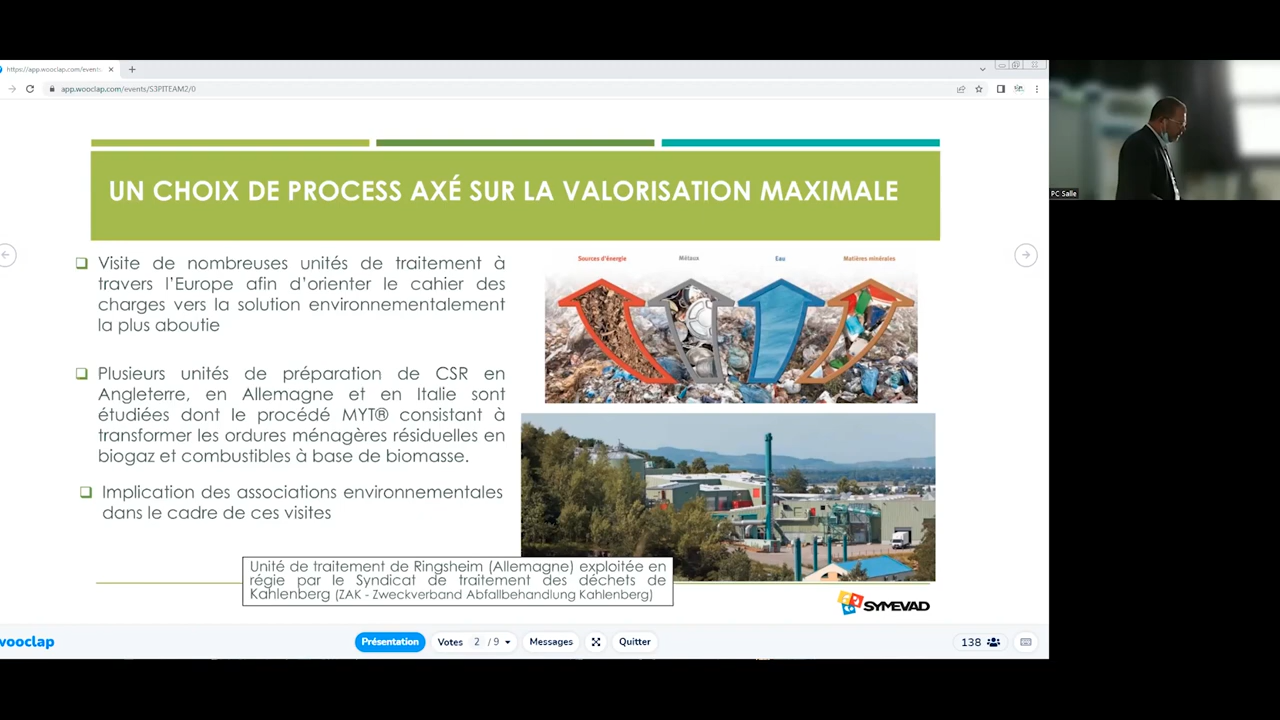 https://app.wooclap.com/event
app.wooclap.com/events/S3PITEAM2/0
PC Salle
UN CHOIX DE PROCESS AXÉ SUR LA VALORISATION MAXIMALE
Visite de nombreuses unités de traitement à
travers l'Europe afin d'orienter le cahier des
charges vers la solution environnementalement
la plus aboutie
Plusieurs unités de préparation de CSR en
Angleterre, en Allemagne et en Italie sont
étudiées dont le procédé MYT® consistant à
transformer les ordures ménagères résiduelles en
biogaz et combustibles à base de biomasse.
Implication des associations environnementales
dans le cadre de ces visites
Sources d'énergie
Métaux
Eau
Matières minérales
Unité de traitement de Ringsheim (Allemagne) exploitée en
régie par le Syndicat de traitement des déchets de
Kahlenberg (ZAK - Zweckverband Abfallbehandlung Kahlenberg)
SYMEVAD
wooclap
Présentation
Votes 2 / 9
Messages
Quitter
138